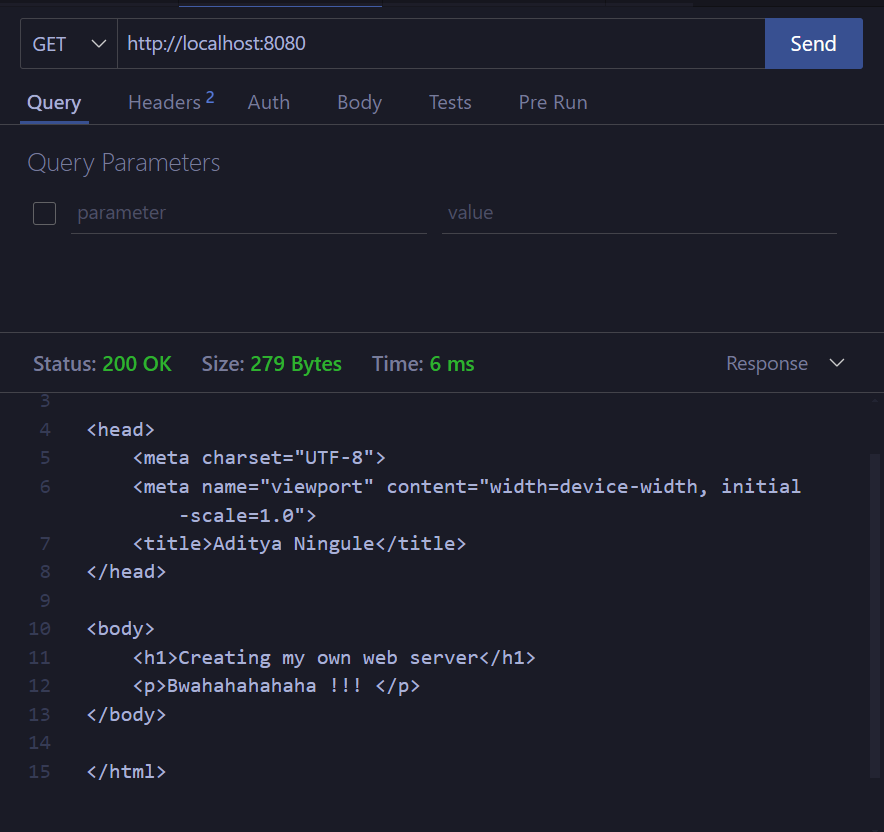 GET http://localhost:8080 Send
Query Headers 2 Auth Body Tests Pre Run
Query Parameters
parameter value
Status: 200 OK Size: 279 Bytes Time: 6 ms Response
3
4 <head>
5 <meta charset="UTF-8">
6 <meta name="viewport" content="width=device-width, initial
-scale=1.0">
7 <title>Aditya Ningule</title>
8 </head>
9
10 <body>
11 <h1>Creating my own web server</h1>
12 <p>Bwahahahahaha !!! </p>
13 </body>
14
15 </html>